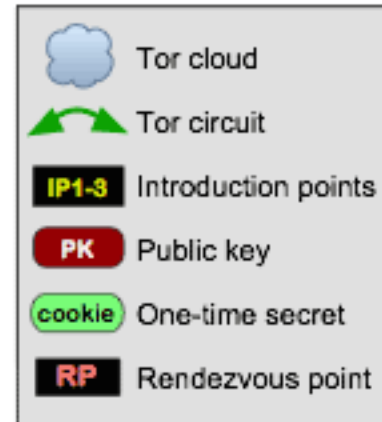 Tor cloud
Tor circuit
IP1-3 Introduction points
PK Public key
cookie One-time secret
RP Rendezvous point